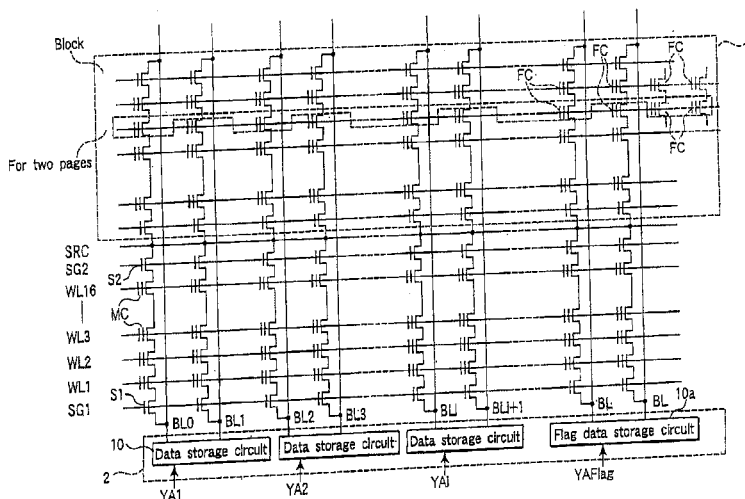 Block
FC
FC
FC
FC
FC
For two pages
SRC
SG2
S2
WL16
MC
WL3
WL2
WL1
S1
SG1
BL0
BL1
BL2
BL3
BLi
BLi+1
BL
BL
10a
10
Data storage circuit
Data storage circuit
Data storage circuit
Flag data storage circuit
2
YA1
YA2
YAi
YAFlag